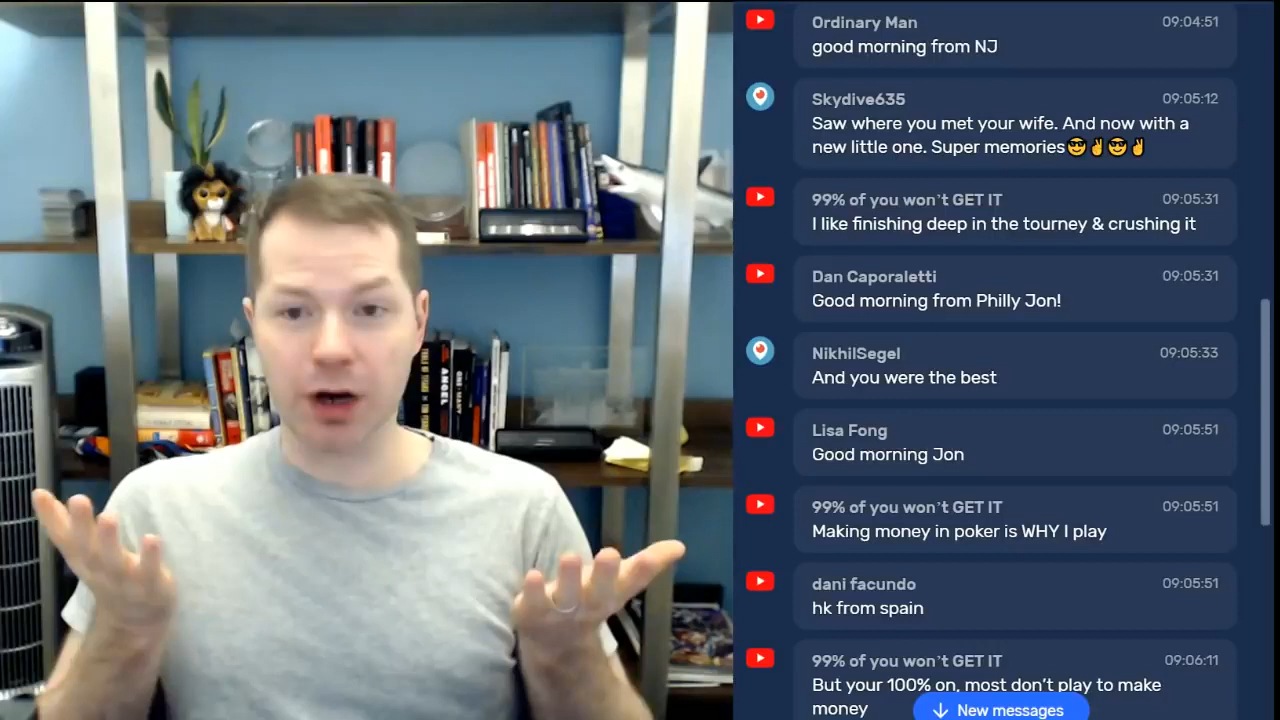 Ordinary Man 09:04:51
good morning from NJ
Skydive635 09:05:12
Saw where you met your wife. And now with a
new little one. Super memories😎✌😎✌
99% of you won't GET IT 09:05:31
I like finishing deep in the tourney & crushing it
Dan Caporaletti 09:05:31
Good morning from Philly Jon!
NikhilSegel 09:05:33
And you were the best
Lisa Fong 09:05:51
Good morning Jon
99% of you won't GET IT 09:05:51
Making money in poker is WHY I play
dani facundo 09:05:51
hk from spain
99% of you won't GET IT 09:06:11
But your 100% on, most don't play to make
money
↓ New messages
ANGEL